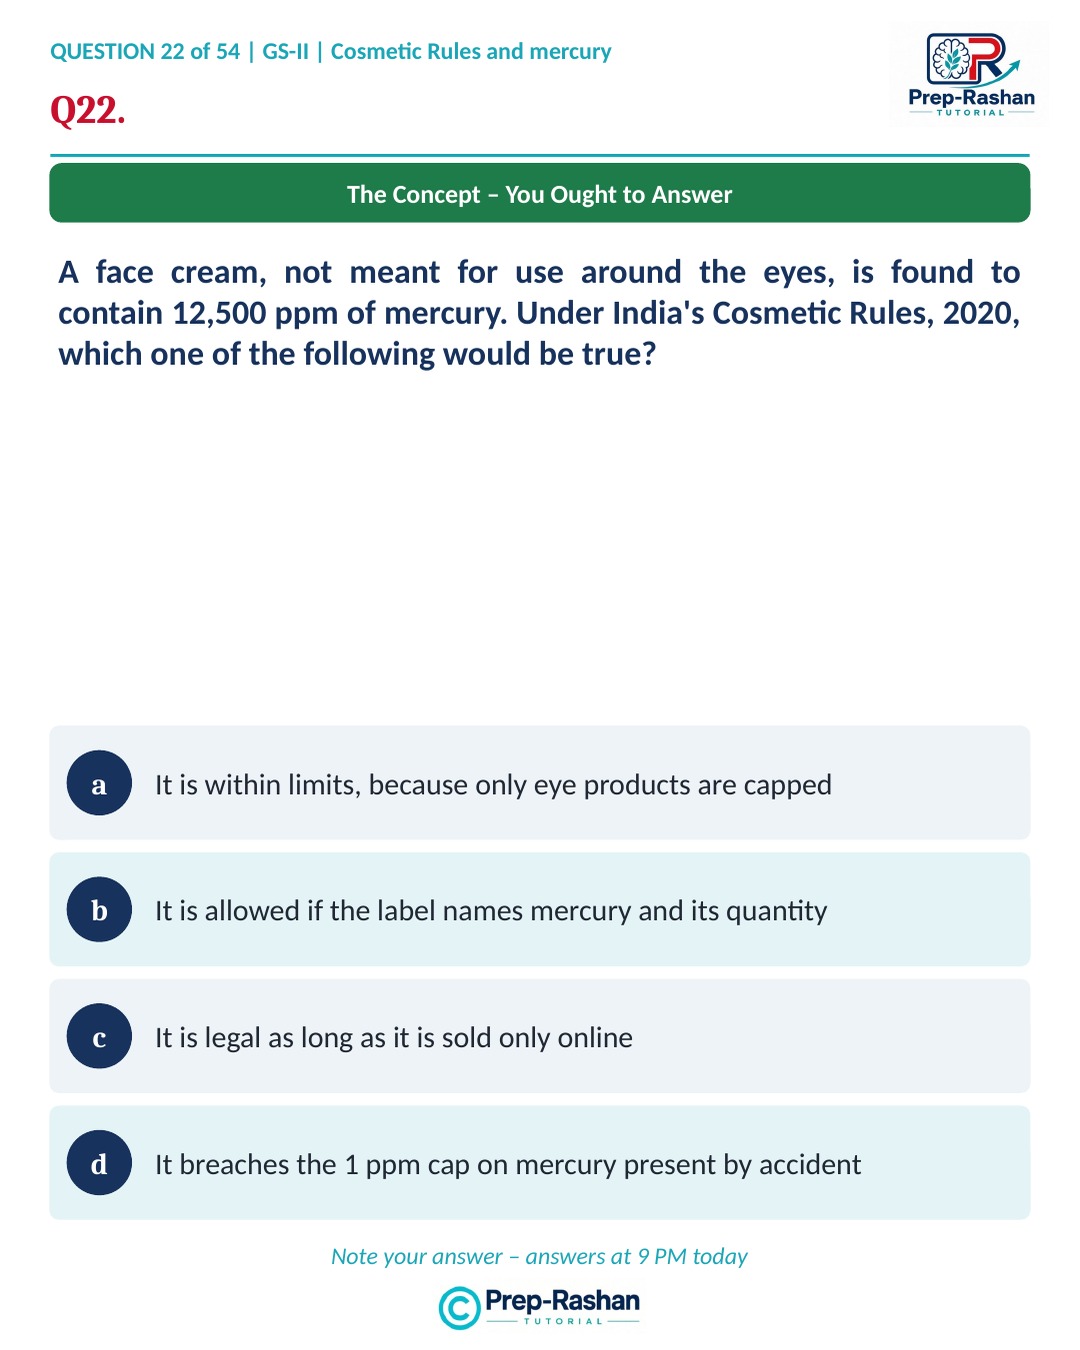 QUESTION 22 of 54 | GS-II | Cosmetic Rules and mercury
Q22.
Prep-Rashan
TUTORIAL
The Concept – You Ought to Answer
A face cream, not meant for use around the eyes, is found to
contain 12,500 ppm of mercury. Under India's Cosmetic Rules, 2020,
which one of the following would be true?
a It is within limits, because only eye products are capped
b It is allowed if the label names mercury and its quantity
c It is legal as long as it is sold only online
d It breaches the 1 ppm cap on mercury present by accident
Note your answer – answers at 9 PM today
© Prep-Rashan
TUTORIAL